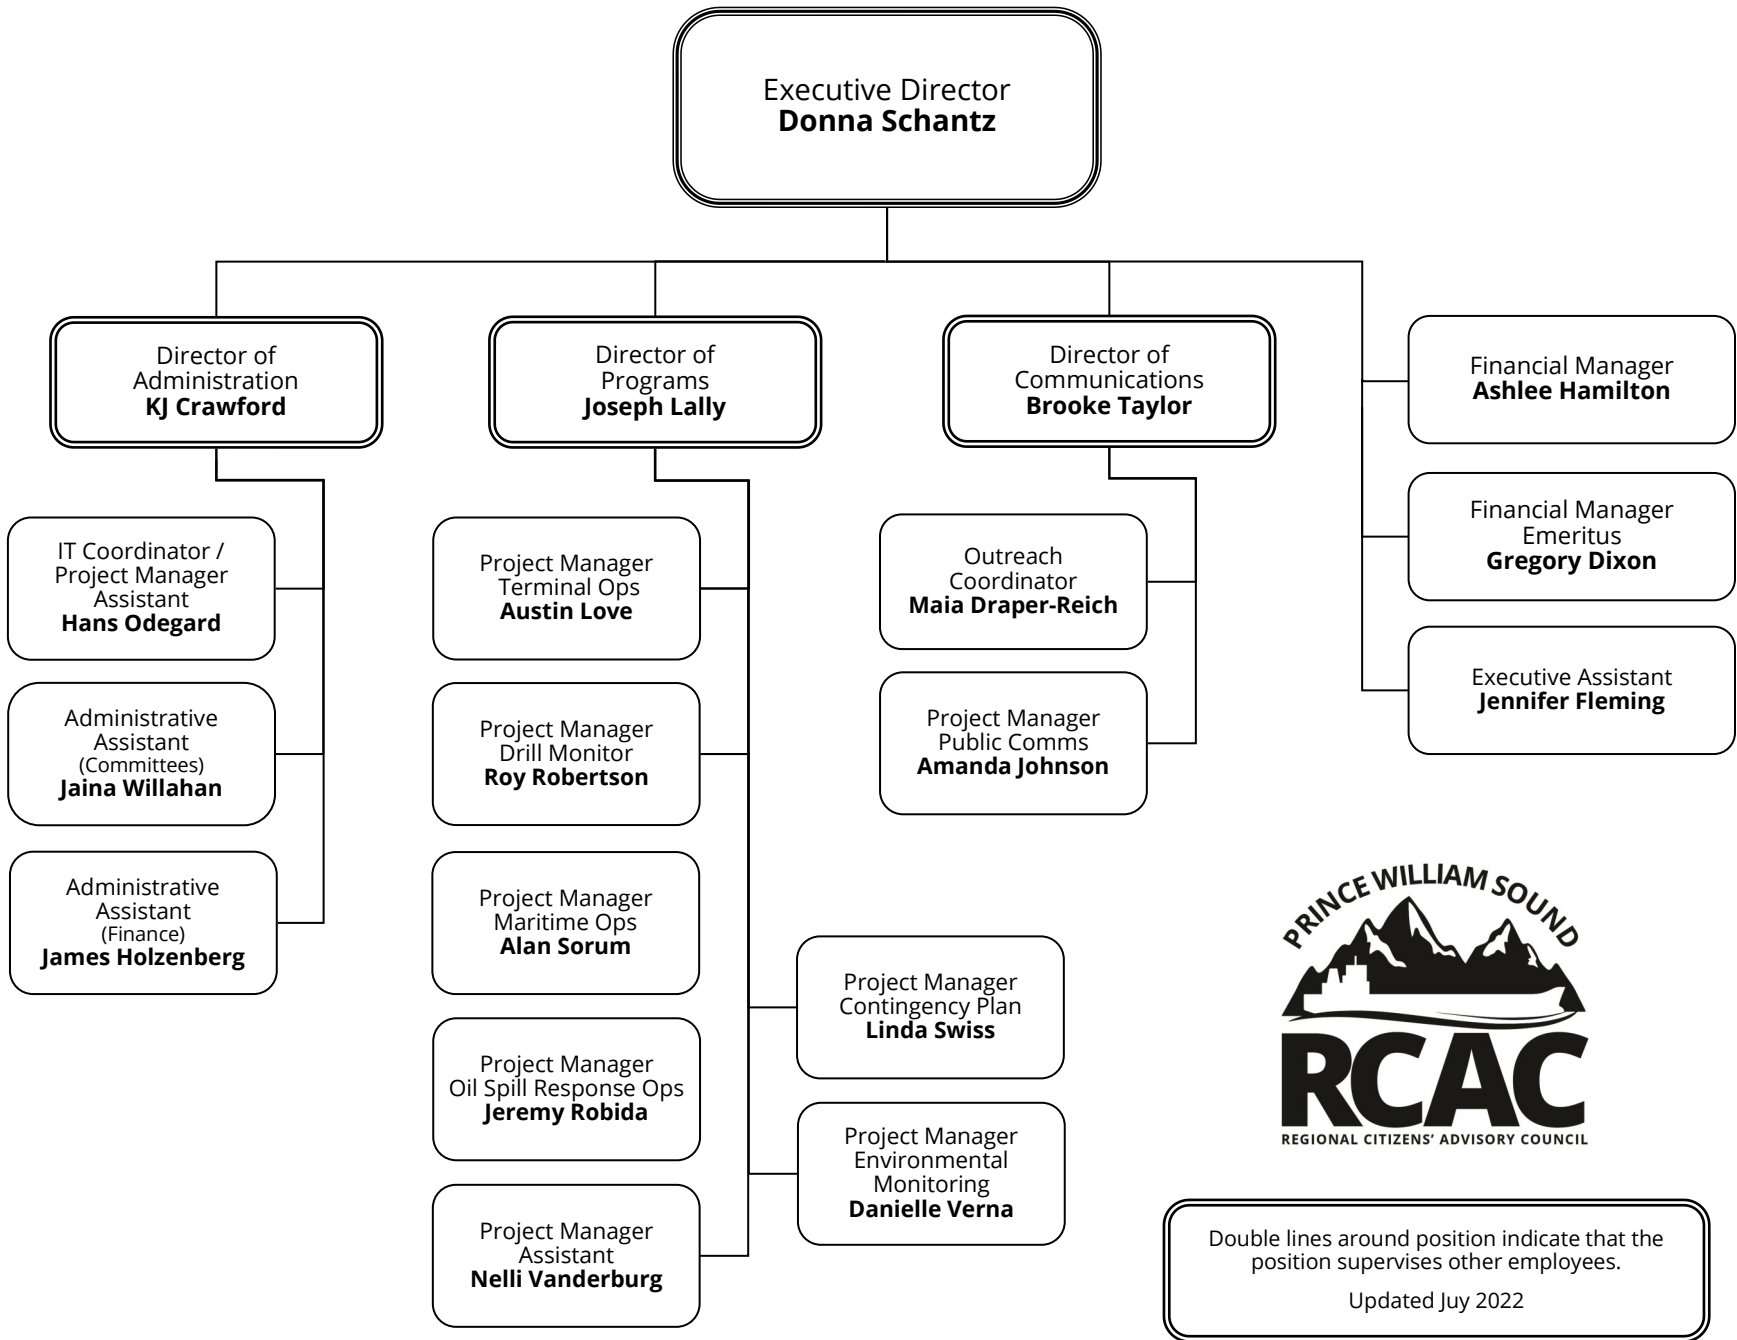 Executive Director
Donna Schantz
Director of
Administration
KJ Crawford
IT Coordinator /
Project Manager
Assistant
Hans Odegard
Administrative
Assistant
(Committees)
Jaina Willahan
Administrative
Assistant
(Finance)
James Holzenberg
Director of
Programs
Joseph Lally
Project Manager
Terminal Ops
Austin Love
Project Manager
Drill Monitor
Roy Robertson
Project Manager
Maritime Ops
Alan Sorum
Project Manager
Oil Spill Response Ops
Jeremy Robida
Project Manager
Assistant
Nelli Vanderburg
Project Manager
Contingency Plan
Linda Swiss
Project Manager
Environmental
Monitoring
Danielle Verna
Director of
Communications
Brooke Taylor
Outreach
Coordinator
Maia Draper-Reich
Project Manager
Public Comms
Amanda Johnson
Financial Manager
Ashlee Hamilton
Financial Manager
Emeritus
Gregory Dixon
Executive Assistant
Jennifer Fleming
PRINCE WILLIAM SOUND
RCAC
REGIONAL CITIZENS' ADVISORY COUNCIL
Double lines around position indicate that the
position supervises other employees.
Updated Juy 2022